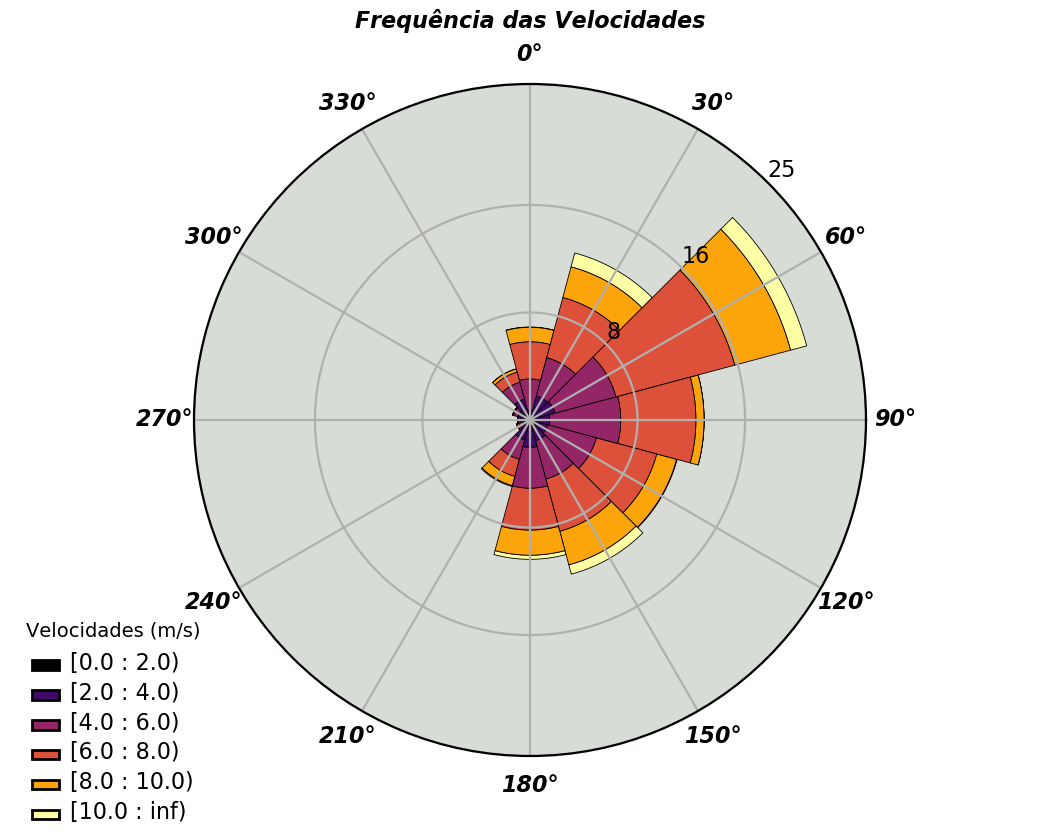 Frequência das Velocidades
0°
330°
30°
25
300°
60°
16
8
270°
90°
240°
120°
210°
150°
180°
Velocidades (m/s)
[0.0 : 2.0)
[2.0 : 4.0)
[4.0 : 6.0)
[6.0 : 8.0)
[8.0 : 10.0)
[10.0 : inf)